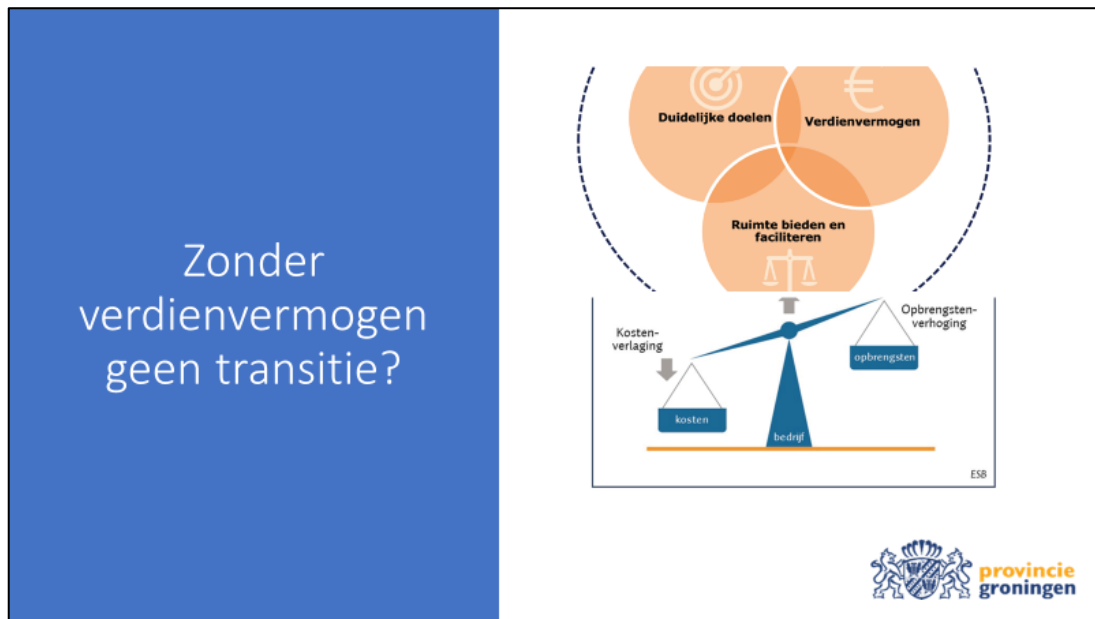 Zonder
verdienvermogen
geen transitie?
Duidelijke doelen
Verdienvermogen
€
Ruimte bieden en
faciliteren
Kosten-
verlaging
Opbrengsten-
verhoging
opbrengsten
kosten
bedrijf
ESB
provincie
groningen